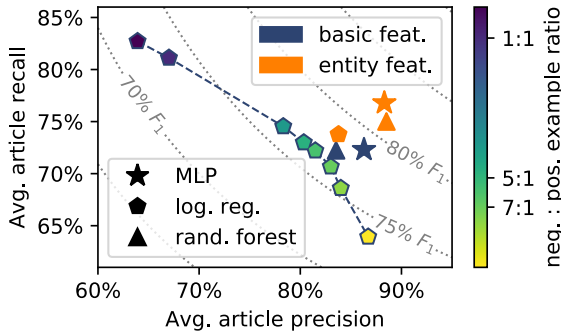 85%
80%
75%
70%
65%
60%
70%
80%
90%
Avg. article recall
Avg. article precision
basic feat.
entity feat.
MLP
log. reg.
rand. forest
70% F₁
75% F₁
80% F₁
1:1
5:1
7:1
neg. : pos. example ratio